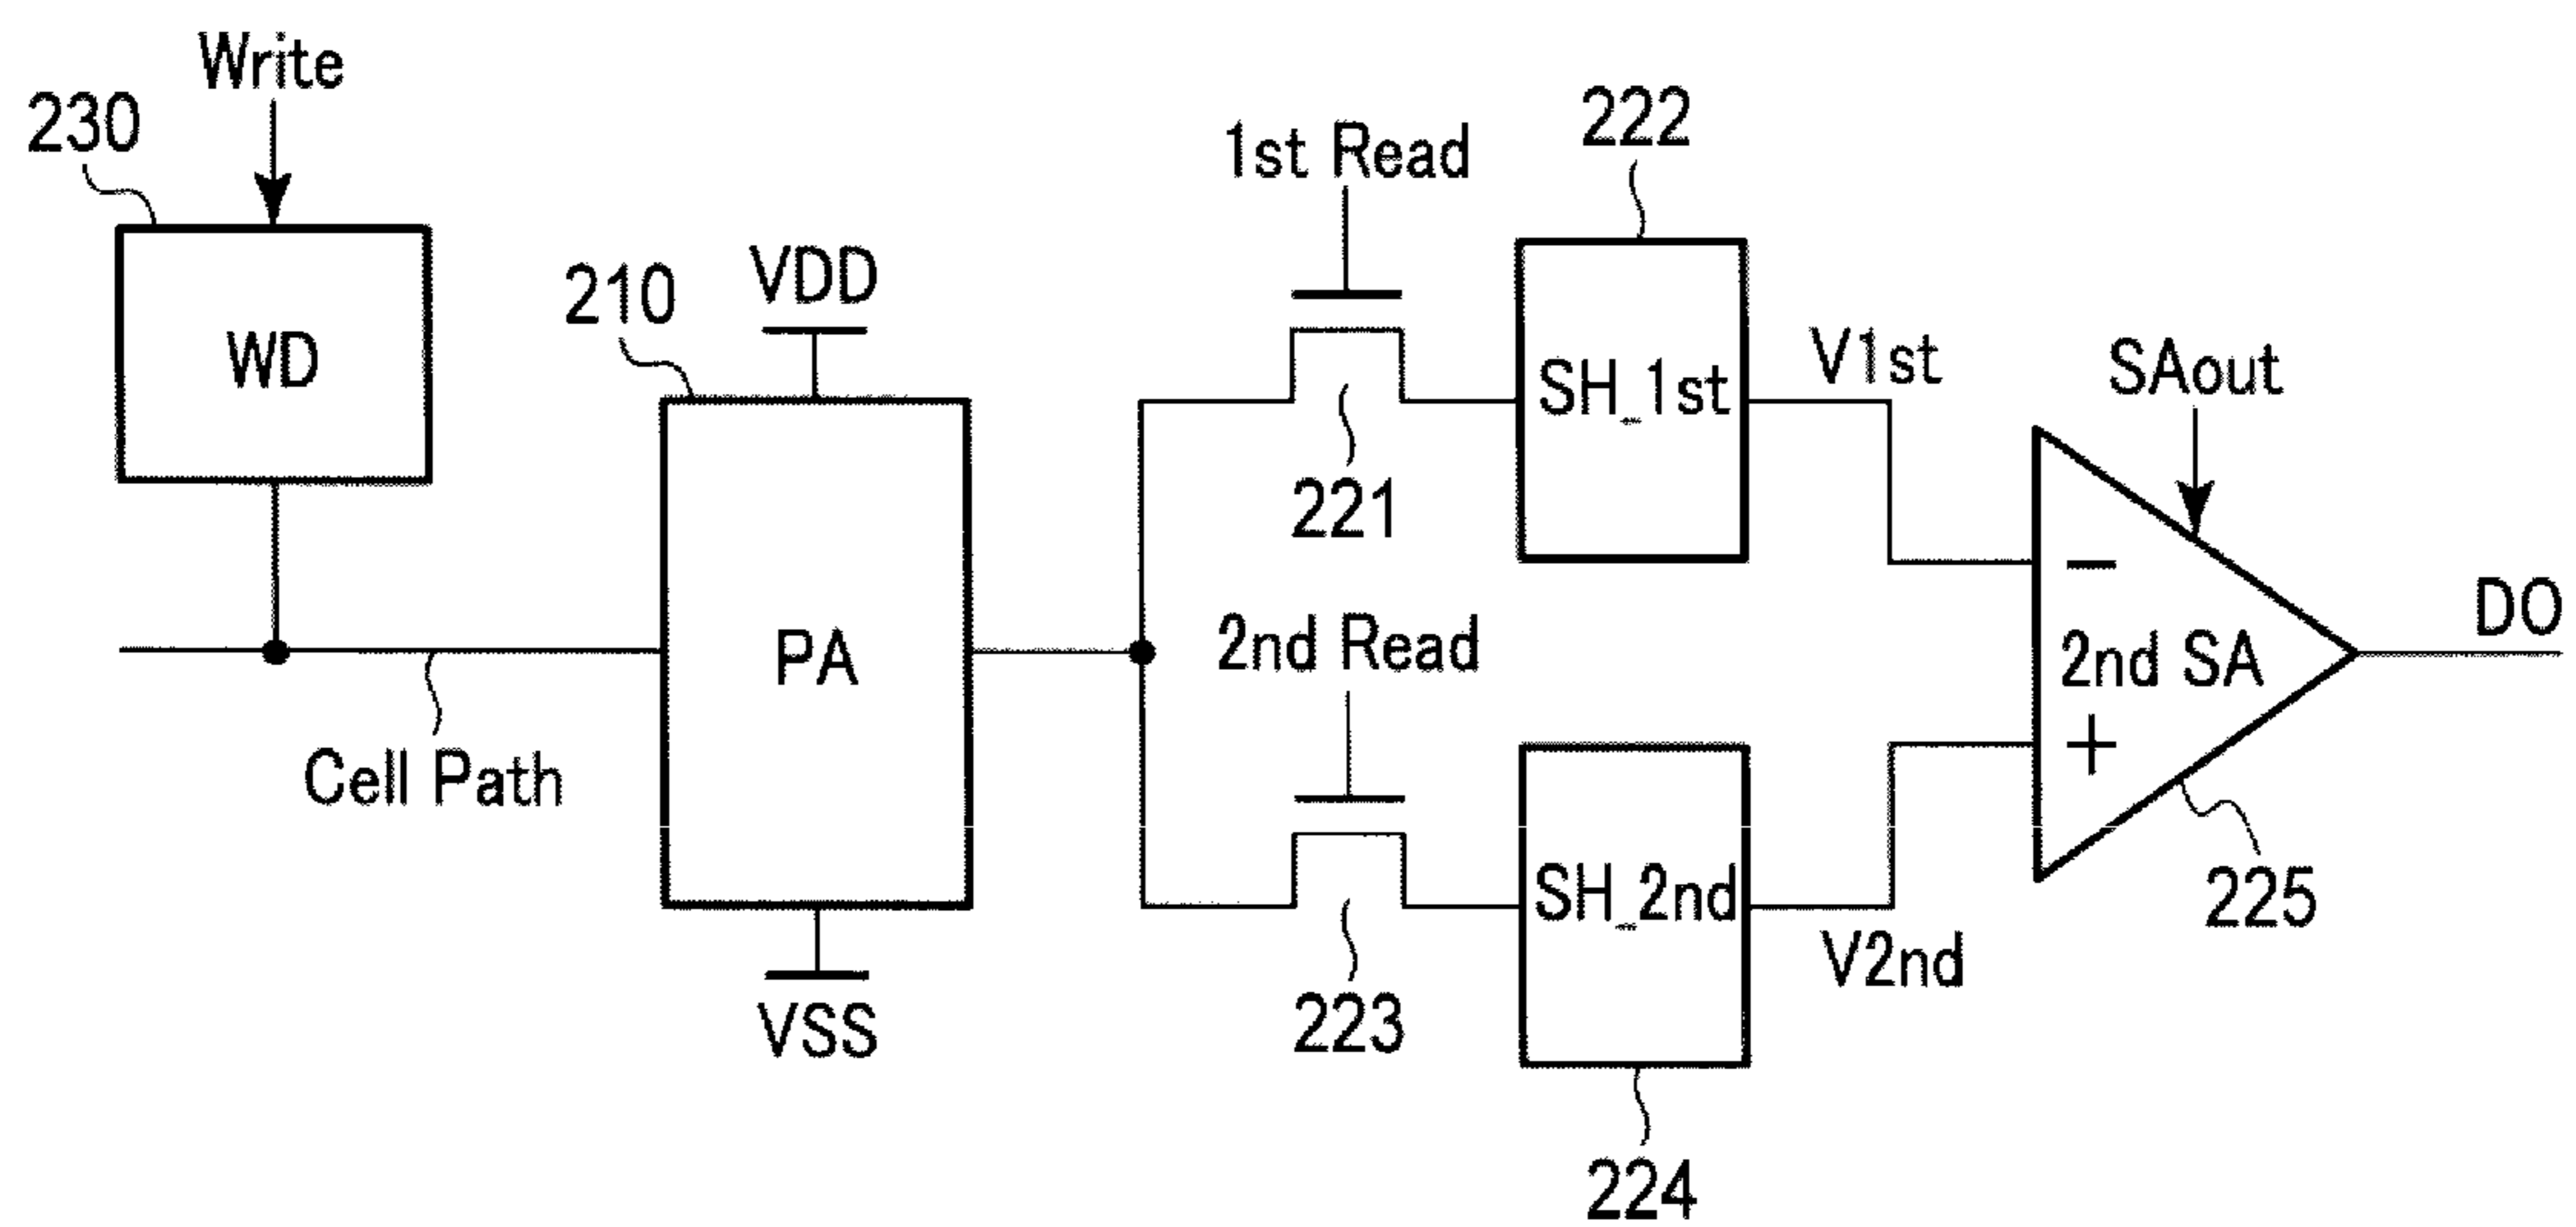 Write
230
WD
210
VDD
PA
VSS
Cell Path
1st Read
221
222
SH_1st
V1st
2nd Read
223
SH_2nd
224
V2nd
SAout
−
2nd SA
+
225
DO